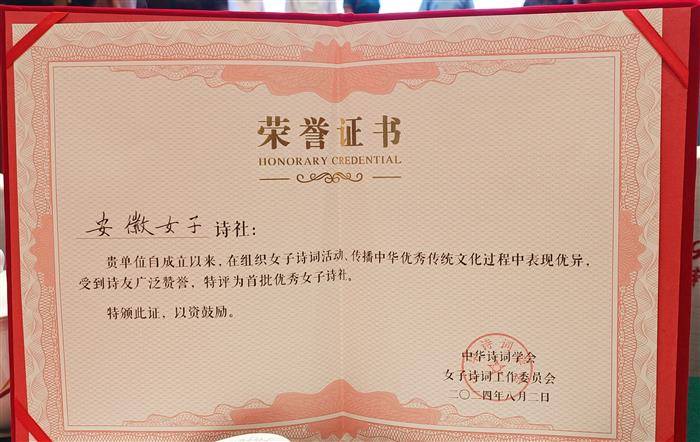 荣誉证书
HONORARY CREDENTIAL
安徽女子诗社：
贵单位自成立以来，在组织女子诗词活动、传播中华优秀传统文化过程中表现优异，
受到诗友广泛赞誉，特评为首批优秀女子诗社。
特颁此证，以资鼓励。
中华诗词学会
女子诗词工作委员会
二〇二四年八月二日